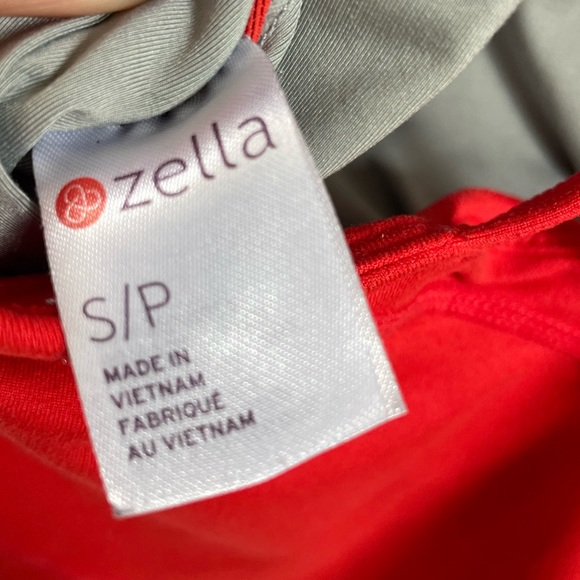 zella
S/P
MADE IN
VIETNAM
FABRIQUÉ
AU VIETNAM